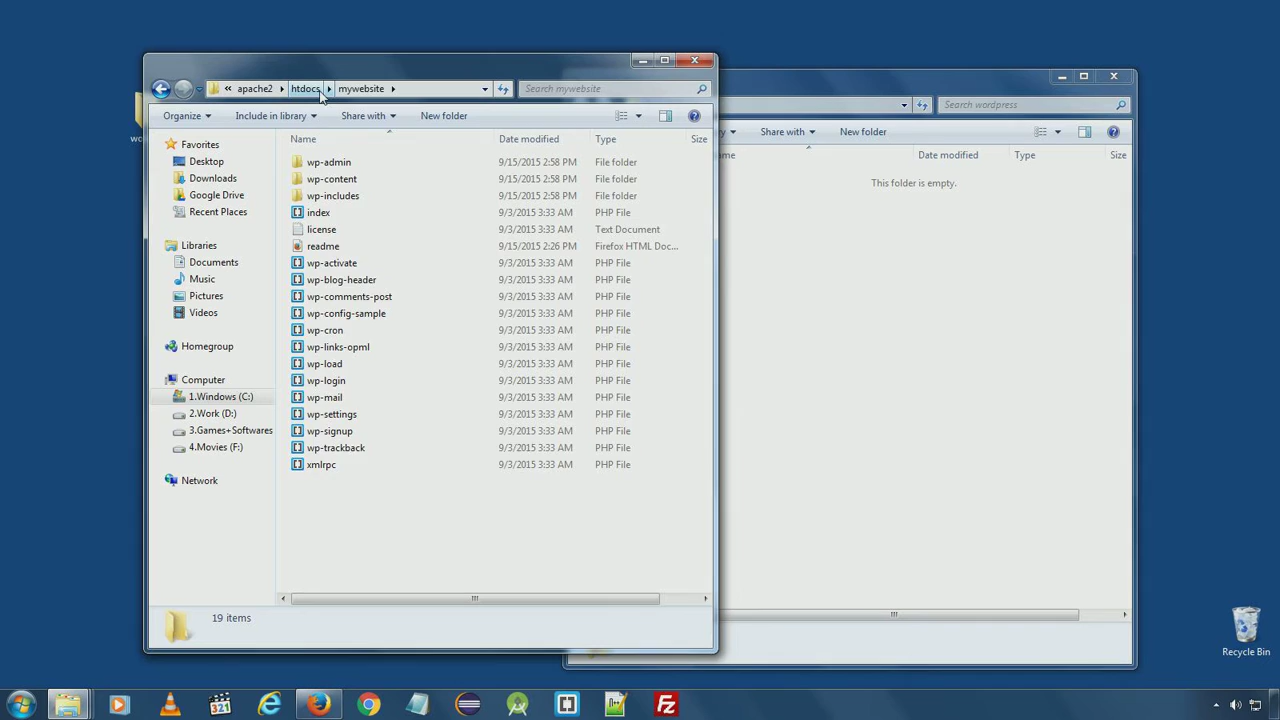 apache2 htdocs mywebsite
Search mywebsite
Organize Include in library Share with New folder
Name Date modified Type Size
Favorites
Desktop
Downloads
Google Drive
Recent Places
Libraries
Documents
Music
Pictures
Videos
Homegroup
Computer
1.Windows (C:)
2.Work (D:)
3.Games+Softwares
4.Movies (F:)
Network
wp-admin 9/15/2015 2:58 PM File folder
wp-content 9/15/2015 2:58 PM File folder
wp-includes 9/15/2015 2:58 PM File folder
index 9/3/2015 3:33 AM PHP File
license 9/3/2015 3:33 AM Text Document
readme 9/15/2015 2:26 PM Firefox HTML Doc...
wp-activate 9/3/2015 3:33 AM PHP File
wp-blog-header 9/3/2015 3:33 AM PHP File
wp-comments-post 9/3/2015 3:33 AM PHP File
wp-config-sample 9/3/2015 3:33 AM PHP File
wp-cron 9/3/2015 3:33 AM PHP File
wp-links-opml 9/3/2015 3:33 AM PHP File
wp-load 9/3/2015 3:33 AM PHP File
wp-login 9/3/2015 3:33 AM PHP File
wp-mail 9/3/2015 3:33 AM PHP File
wp-settings 9/3/2015 3:33 AM PHP File
wp-signup 9/3/2015 3:33 AM PHP File
wp-trackback 9/3/2015 3:33 AM PHP File
xmlrpc 9/3/2015 3:33 AM PHP File
19 items
Search wordpress
Share with New folder
Date modified Type Size
This folder is empty.
Recycle Bin
321